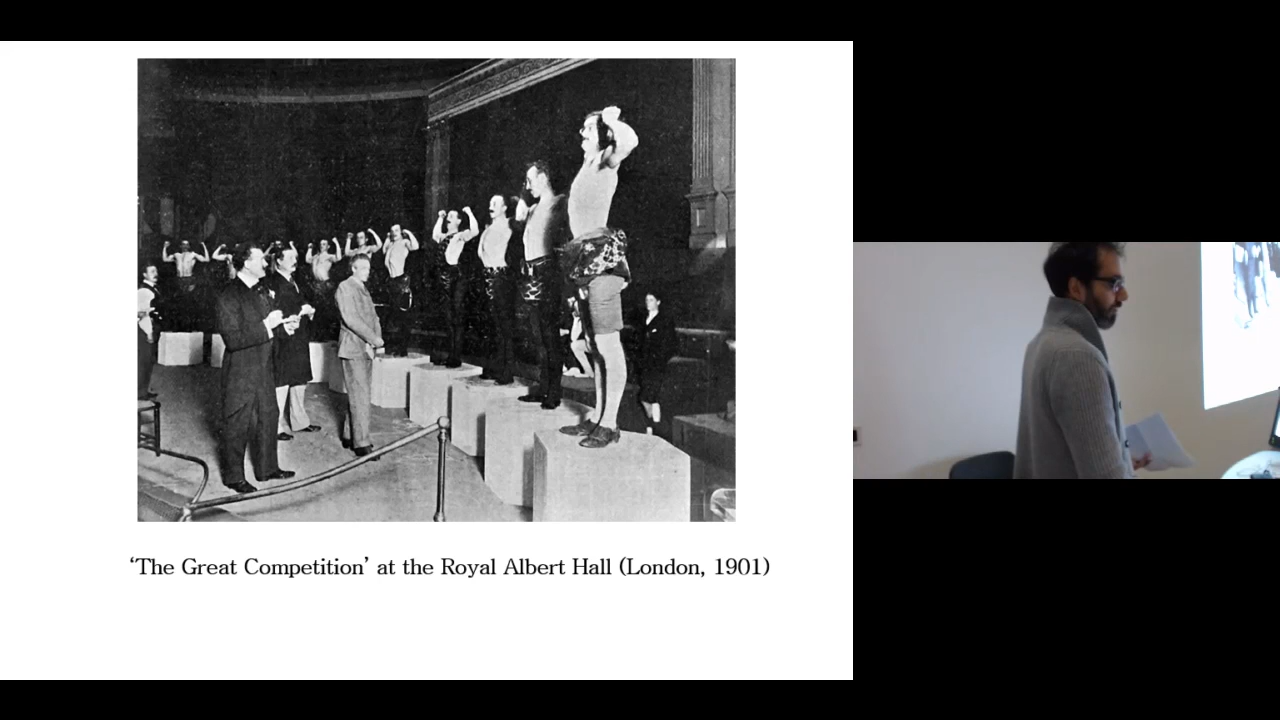 ‘The Great Competition’ at the Royal Albert Hall (London, 1901)